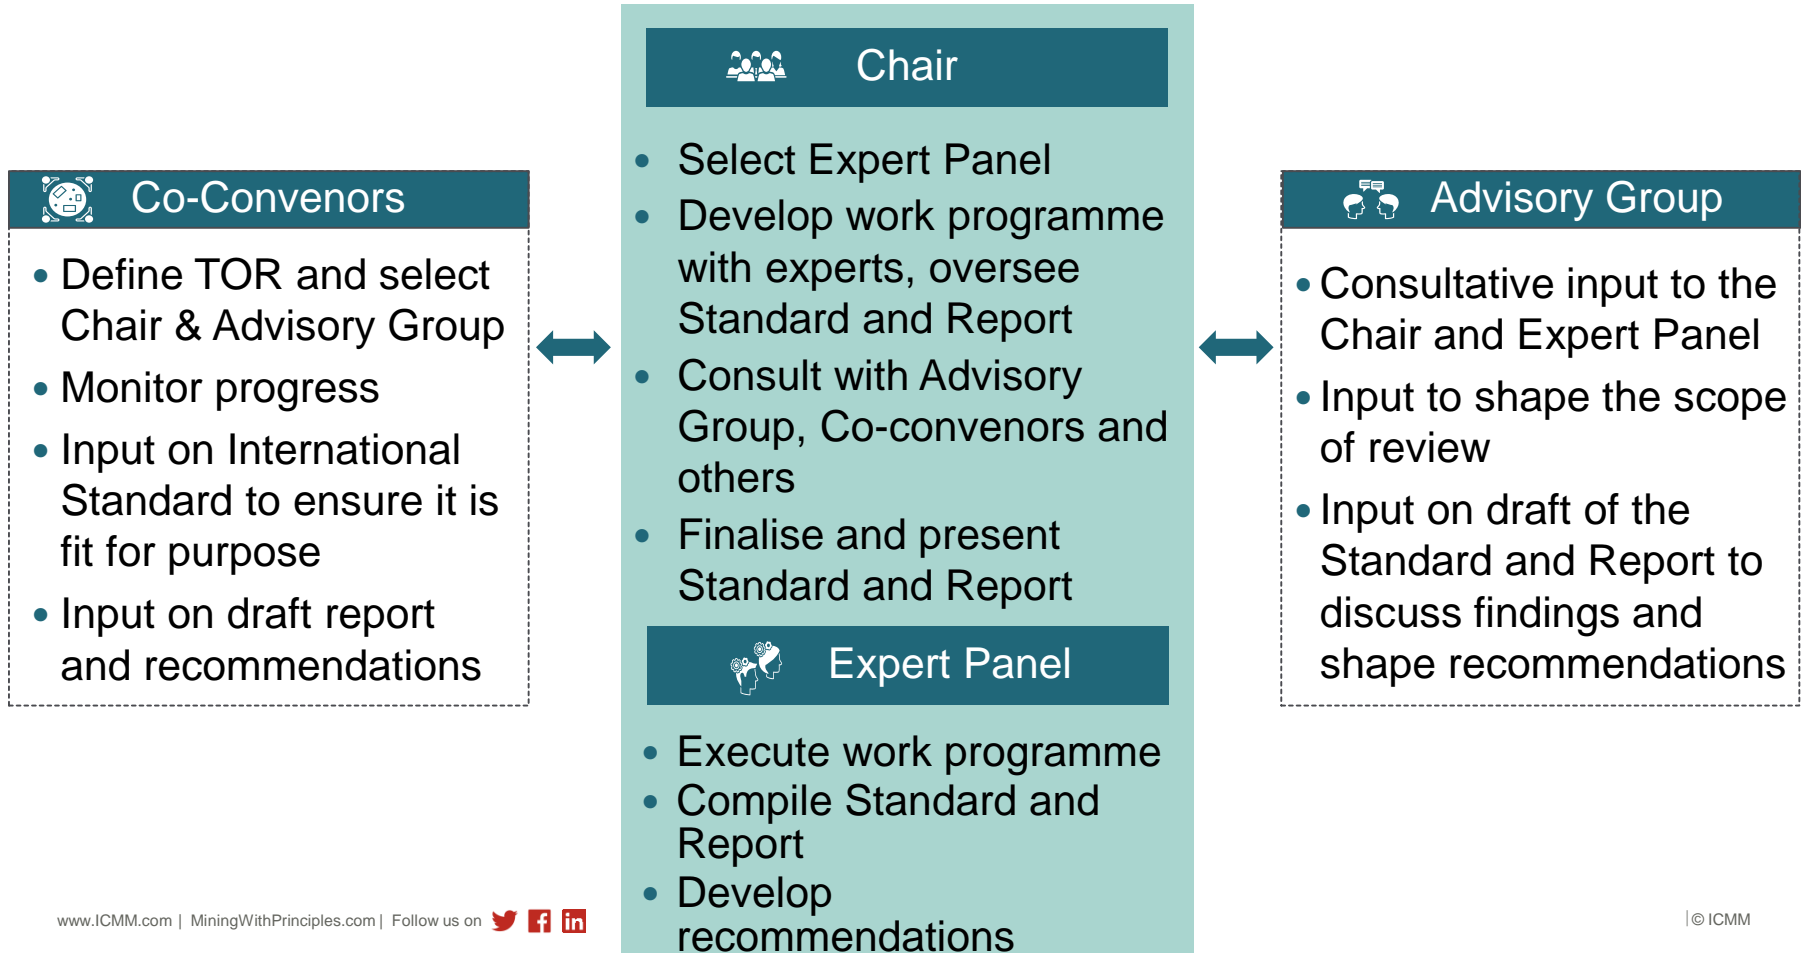 Co-Convenors
• Define TOR and select
Chair & Advisory Group
• Monitor progress
• Input on International
Standard to ensure it is
fit for purpose
• Input on draft report
and recommendations
Chair
• Select Expert Panel
• Develop work programme
with experts, oversee
Standard and Report
• Consult with Advisory
Group, Co-convenors and
others
• Finalise and present
Standard and Report
Expert Panel
• Execute work programme
• Compile Standard and
Report
• Develop
recommendations
Advisory Group
• Consultative input to the
Chair and Expert Panel
• Input to shape the scope
of review
• Input on draft of the
Standard and Report to
discuss findings and
shape recommendations
www.ICMM.com | MiningWithPrinciples.com | Follow us on
| © ICMM